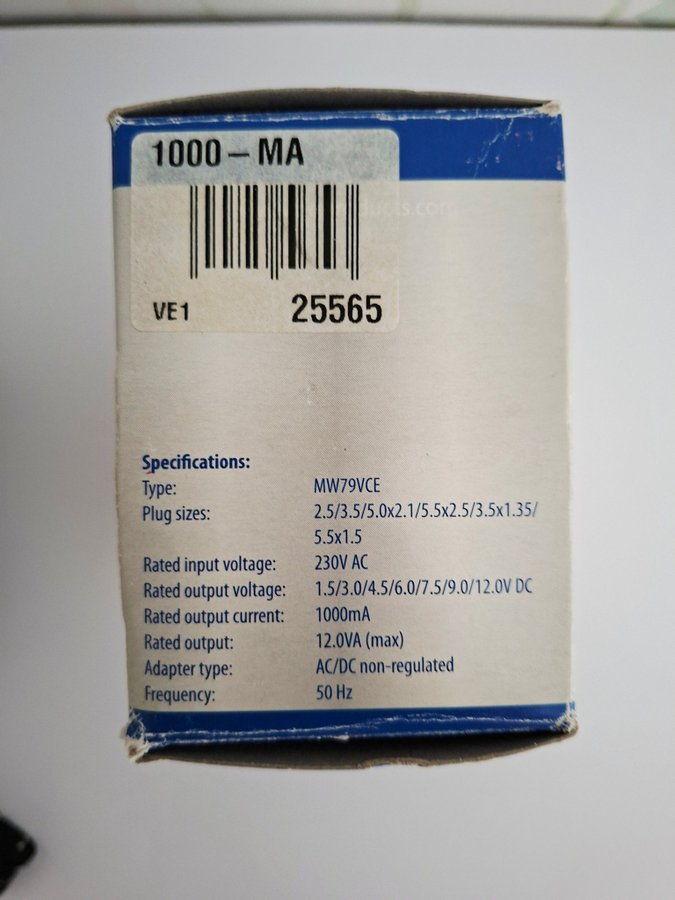 1000 – MA
VE1 25565
Specifications:
Type: MW79VCE
Plug sizes: 2.5/3.5/5.0x2.1/5.5x2.5/3.5x1.35/
5.5x1.5
Rated input voltage: 230V AC
Rated output voltage: 1.5/3.0/4.5/6.0/7.5/9.0/12.0V DC
Rated output current: 1000mA
Rated output: 12.0VA (max)
Adapter type: AC/DC non-regulated
Frequency: 50 Hz